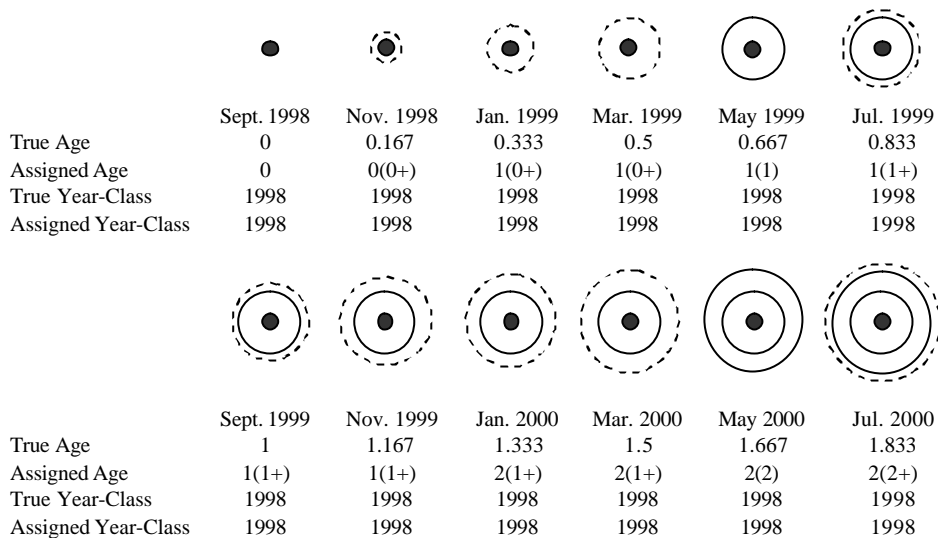 Sept. 1998 Nov. 1998 Jan. 1999 Mar. 1999 May 1999 Jul. 1999
True Age 0 0.167 0.333 0.5 0.667 0.833
Assigned Age 0 0(0+) 1(0+) 1(0+) 1(1) 1(1+)
True Year-Class 1998 1998 1998 1998 1998 1998
Assigned Year-Class 1998 1998 1998 1998 1998 1998
Sept. 1999 Nov. 1999 Jan. 2000 Mar. 2000 May 2000 Jul. 2000
True Age 1 1.167 1.333 1.5 1.667 1.833
Assigned Age 1(1+) 1(1+) 2(1+) 2(1+) 2(2) 2(2+)
True Year-Class 1998 1998 1998 1998 1998 1998
Assigned Year-Class 1998 1998 1998 1998 1998 1998